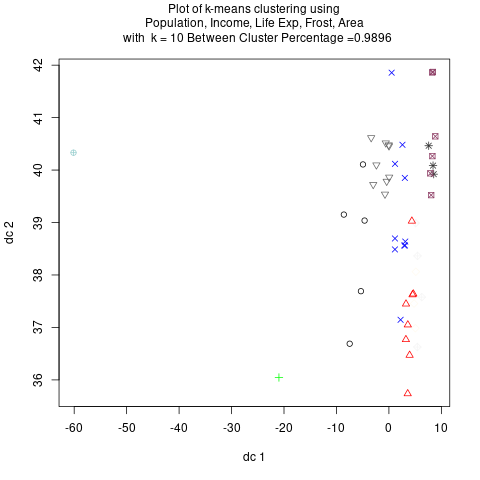 Plot of k-means clustering using
Population, Income, Life Exp, Frost, Area
with k = 10 Between Cluster Percentage =0.9896
42
41
40
39
38
37
36
dc 2
-60 -50 -40 -30 -20 -10 0 10
dc 1